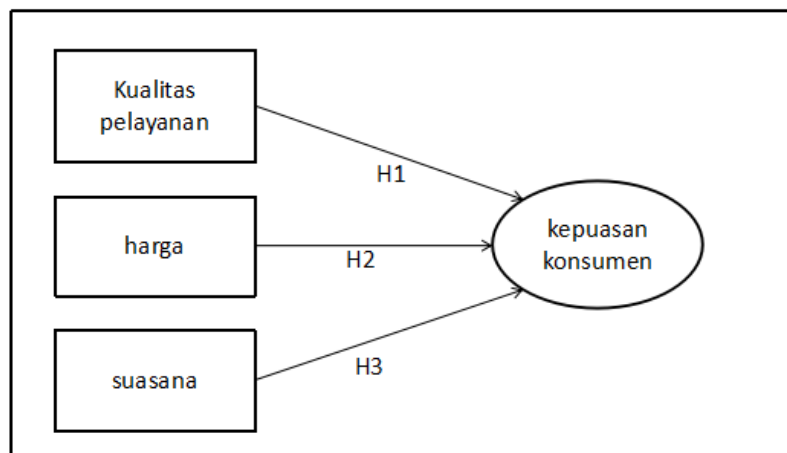 Kualitas
pelayanan
H1
harga
H2
kepuasan
konsumen
suasana
H3